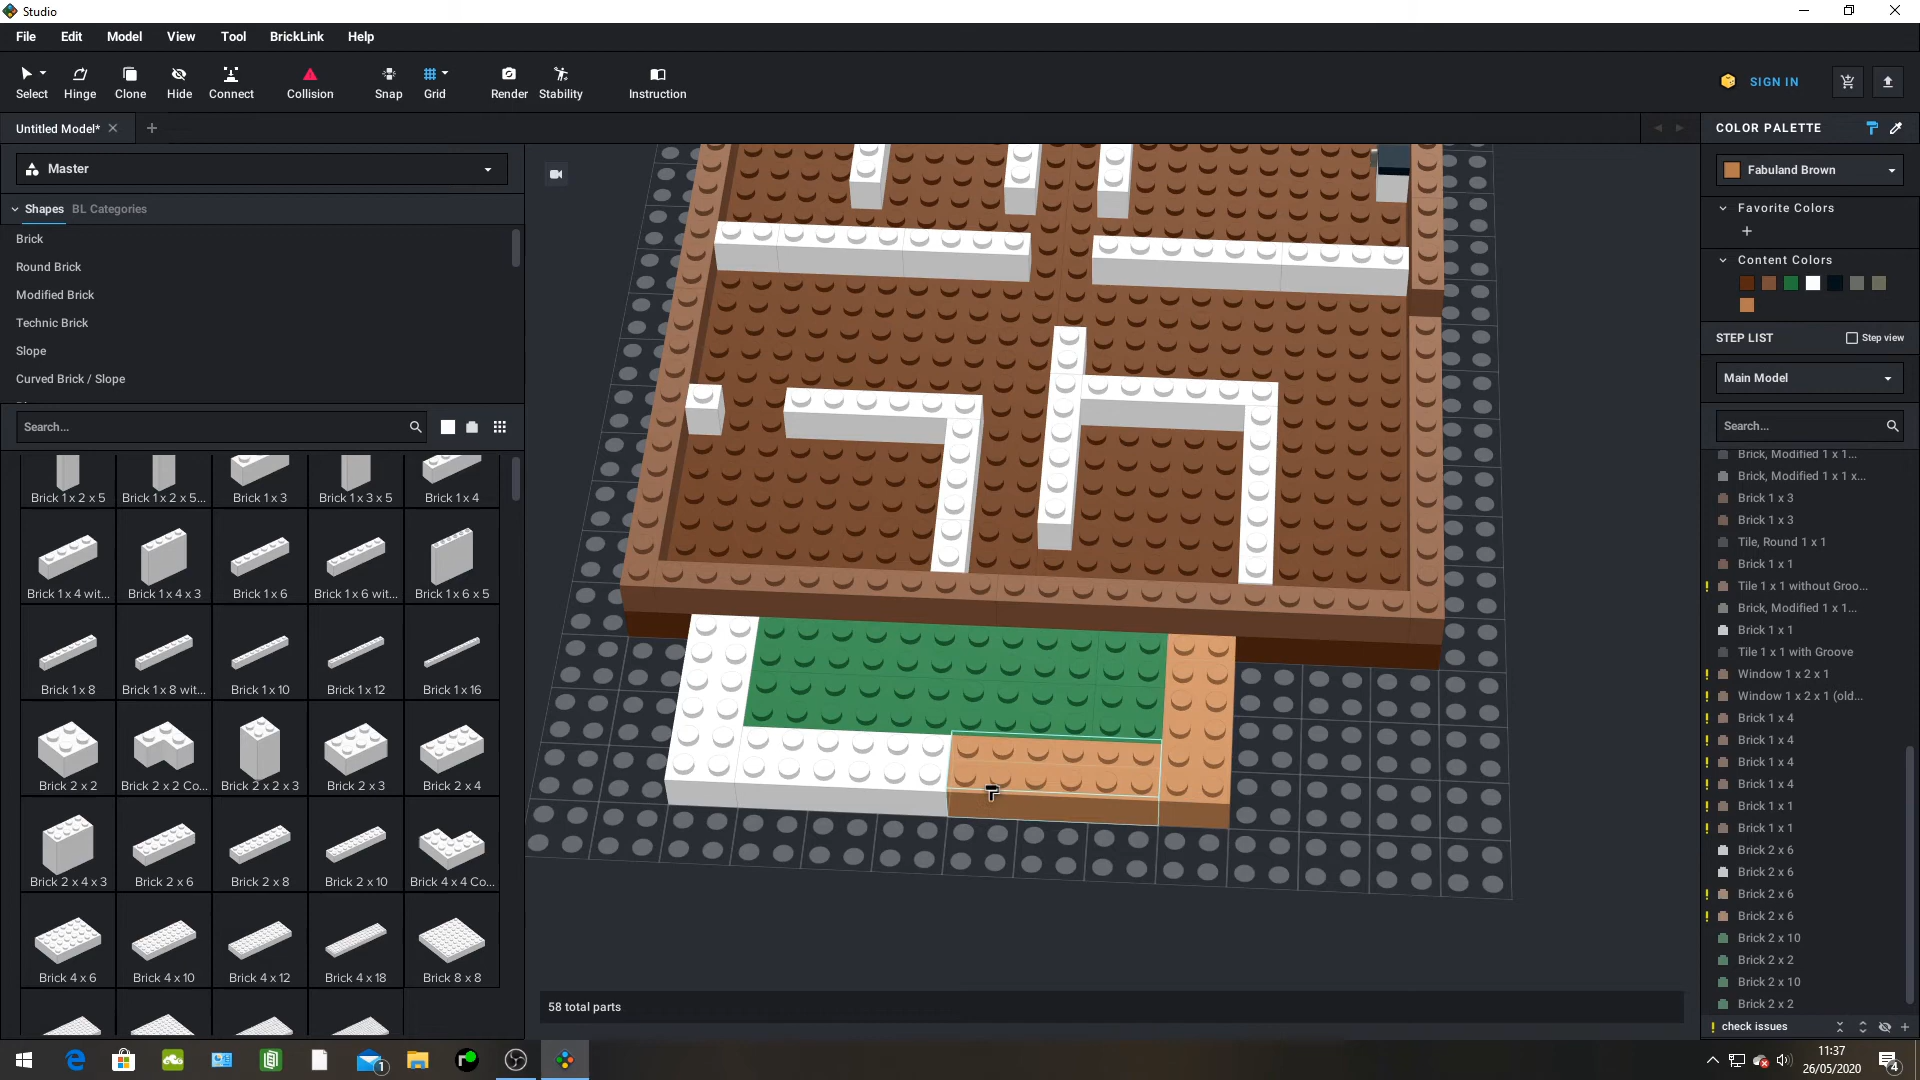 Studio
File Edit Model View Tool BrickLink Help
Select Hinge Clone Hide Connect Collision Snap Grid Render Stability Instruction SIGN IN
Untitled Model*
Master
Shapes BL Categories
Brick
Round Brick
Modified Brick
Technic Brick
Slope
Curved Brick / Slope
Search...
Brick 1 x 2 x 5 Brick 1 x 2 x 5... Brick 1 x 3 Brick 1 x 3 x 5 Brick 1 x 4
Brick 1 x 4 wit... Brick 1 x 4 x 3 Brick 1 x 6 Brick 1 x 6 wit... Brick 1 x 6 x 5
Brick 1 x 8 Brick 1 x 8 wit... Brick 1 x 10 Brick 1 x 12 Brick 1 x 16
Brick 2 x 2 Brick 2 x 2 Co... Brick 2 x 2 x 3 Brick 2 x 3 Brick 2 x 4
Brick 2 x 4 x 3 Brick 2 x 6 Brick 2 x 8 Brick 2 x 10 Brick 4 x 4 Co...
Brick 4 x 6 Brick 4 x 10 Brick 4 x 12 Brick 4 x 18 Brick 8 x 8
58 total parts
COLOR PALETTE
Fabuland Brown
Favorite Colors
+
Content Colors
STEP LIST Step view
Main Model
Search...
Brick, Modified 1 x 1...
Brick, Modified 1 x 1 x...
Brick 1 x 3
Brick 1 x 3
Tile, Round 1 x 1
Brick 1 x 1
! Tile 1 x 1 without Groo...
Brick, Modified 1 x 1...
Brick 1 x 1
Tile 1 x 1 with Groove
! Window 1 x 2 x 1
! Window 1 x 2 x 1 (old...
! Brick 1 x 4
! Brick 1 x 4
! Brick 1 x 4
! Brick 1 x 4
! Brick 1 x 1
! Brick 1 x 1
Brick 2 x 6
Brick 2 x 6
! Brick 2 x 6
! Brick 2 x 6
Brick 2 x 10
Brick 2 x 2
Brick 2 x 10
Brick 2 x 2
! check issues
1
11:37
26/05/2020
4